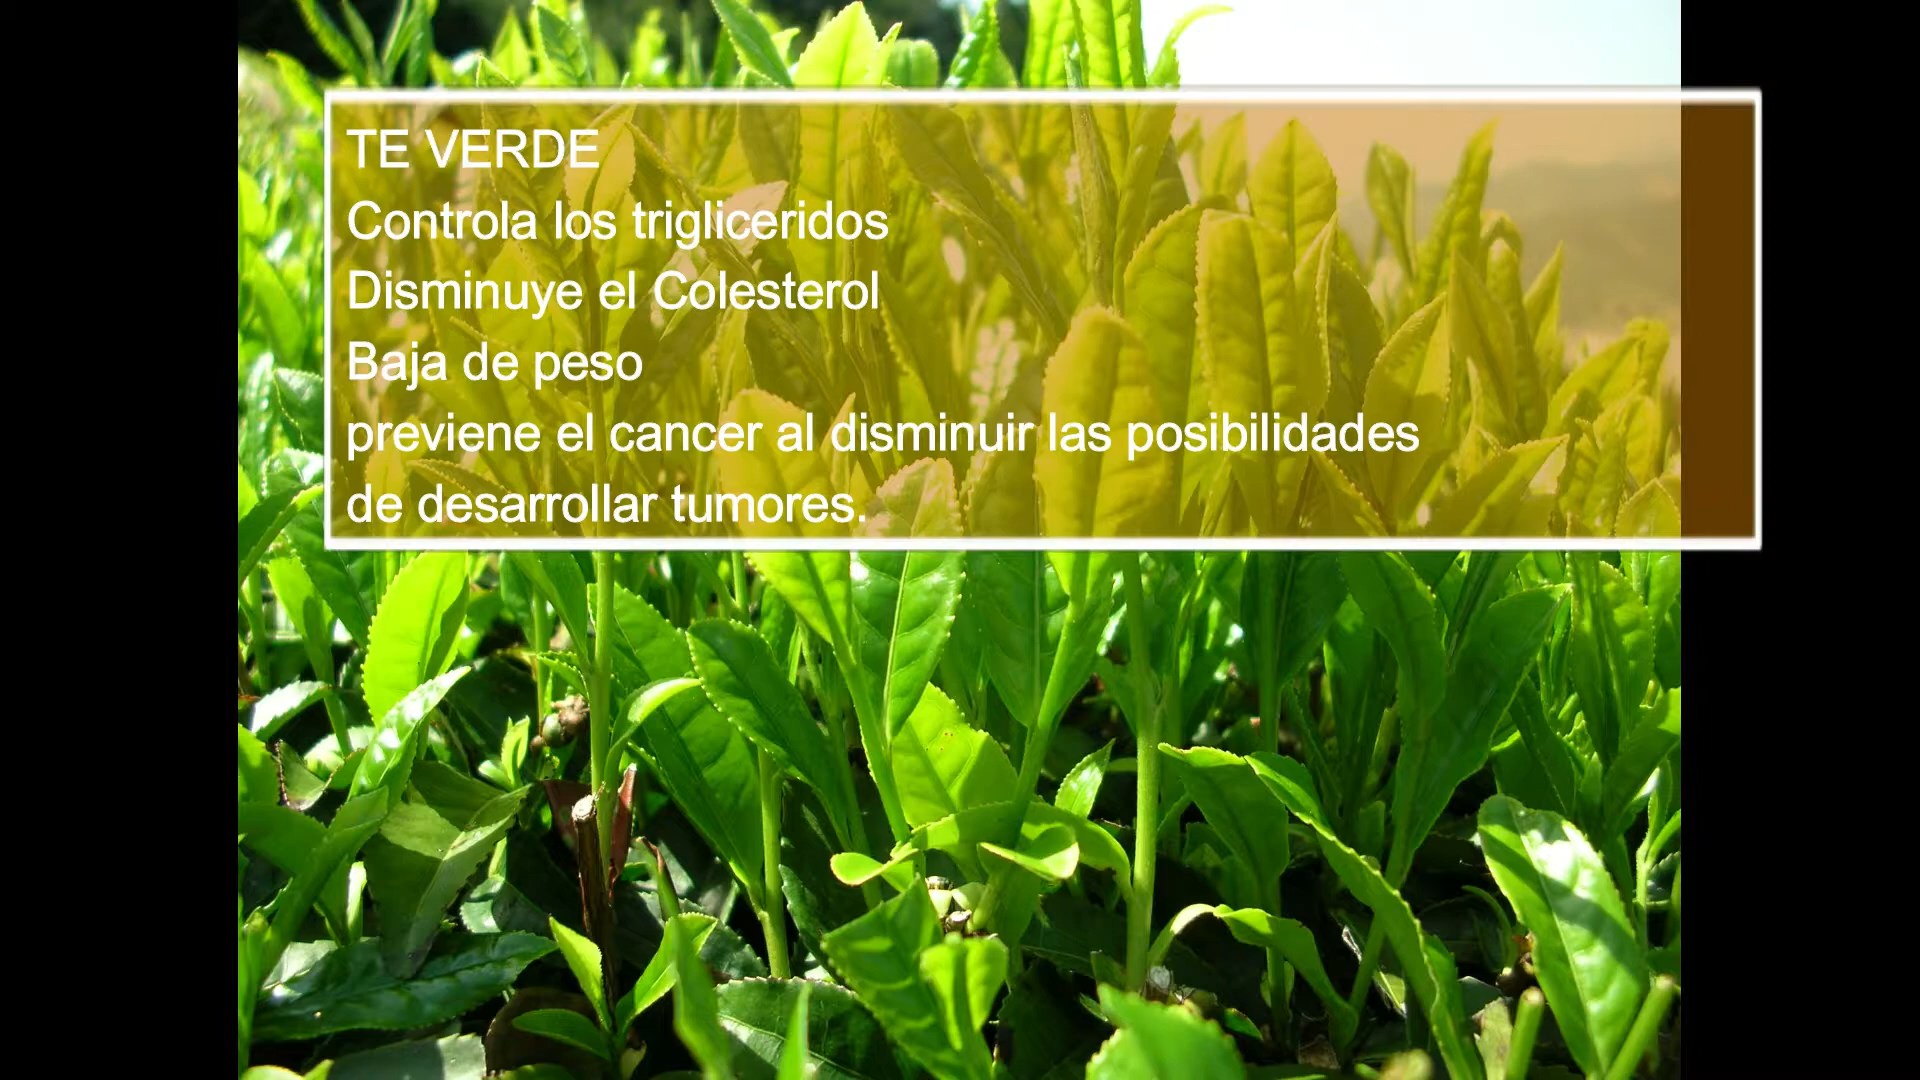 TE VERDE
Controla los trigliceridos
Disminuye el Colesterol
Baja de peso
previene el cancer al disminuir las posibilidades
de desarrollar tumores.